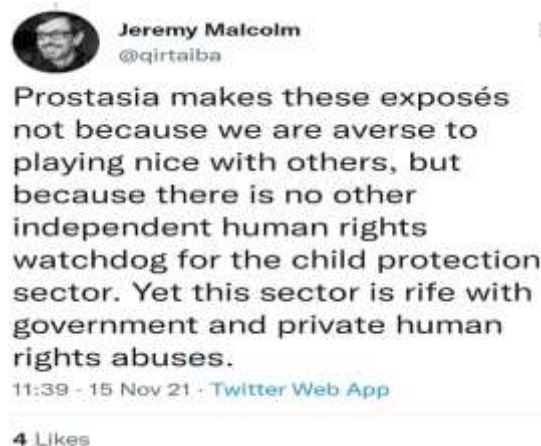 Jeremy Malcolm
@qirtaiba
Prostasia makes these exposés
not because we are averse to
playing nice with others, but
because there is no other
independent human rights
watchdog for the child protection
sector. Yet this sector is rife with
government and private human
rights abuses.
11:39 · 15 Nov 21 · Twitter Web App
4 Likes